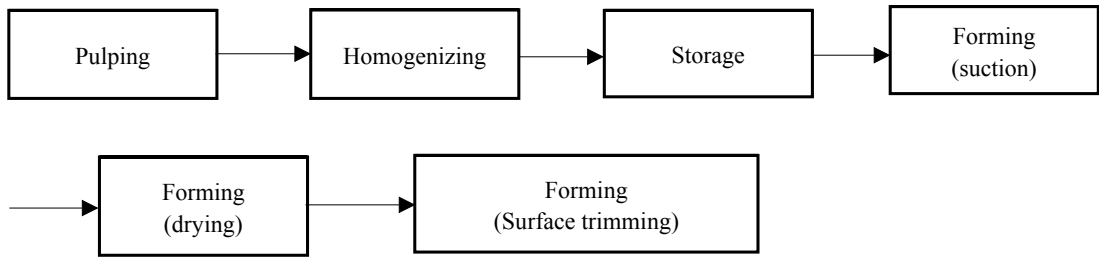 Pulping
Homogenizing
Storage
Forming
(suction)
Forming
(drying)
Forming
(Surface trimming)